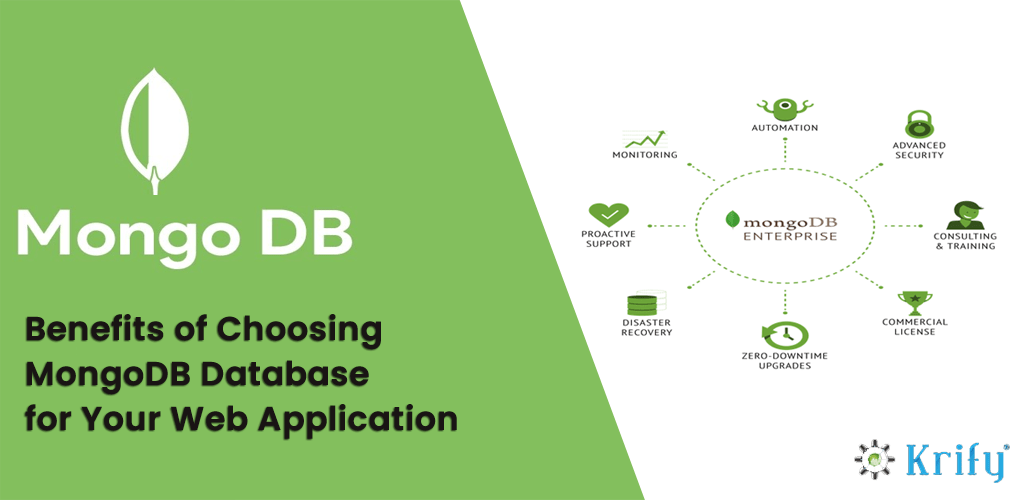 Mongo DB
Benefits of Choosing
MongoDB Database
for Your Web Application
AUTOMATION
MONITORING
ADVANCED
SECURITY
PROACTIVE
SUPPORT
mongoDB
ENTERPRISE
CONSULTING
& TRAINING
DISASTER
RECOVERY
COMMERCIAL
LICENSE
ZERO-DOWNTIME
UPGRADES
Krify®